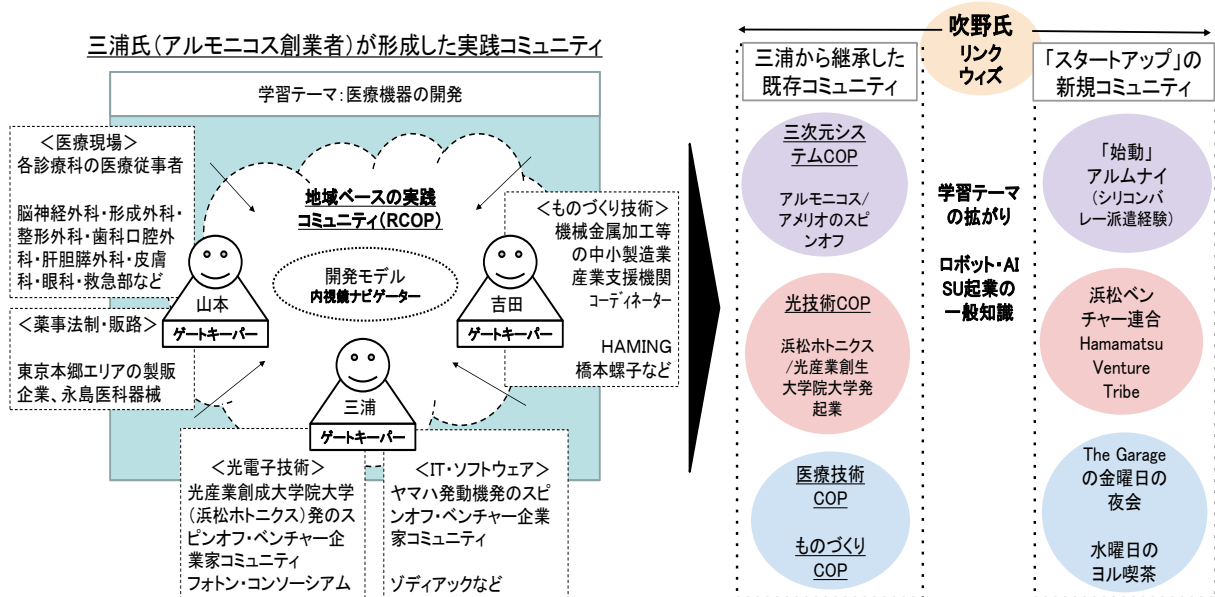 三浦氏（アルモニコス創業者）が形成した実践コミュニティ
学習テーマ：医療機器の開発
＜医療現場＞
各診療科の医療従事者
脳神経外科・形成外科・
整形外科・歯科口腔外
科・肝胆膵外科・皮膚
科・眼科・救急部など
＜薬事法制・販路＞
東京本郷エリアの製販
企業、永島医科器械
地域ベースの実践
コミュニティ（RCOP）
開発モデル
内視鏡ナビゲーター
山本
ゲートキーパー
吉田
ゲートキーパー
三浦
ゲートキーパー
＜ものづくり技術＞
機械金属加工等
の中小製造業
産業支援機関
コーディネーター
HAMING
橋本螺子など
＜光電子技術＞
光産業創成大学院大学
（浜松ホトニクス）発のス
ピンオフ・ベンチャー企
業家コミュニティ
フォトン・コンソーシアム
＜IT・ソフトウェア＞
ヤマハ発動機発のスピ
ンオフ・ベンチャー企業
家コミュニティ
ゾディアックなど
吹野氏
リンク
ウィズ
三浦から継承した
既存コミュニティ
三次元シス
テムCOP
アルモニコス/
アメリオのスピ
ンオフ
光技術COP
浜松ホトニクス
/光産業創生
大学院大学発
起業
医療技術
COP
ものづくり
COP
学習テーマ
の拡がり
ロボット・AI
SU起業の
一般知識
「スタートアップ」の
新規コミュニティ
「始動」
アルムナイ
（シリコンバ
レー派遣経験）
浜松ベン
チャー連合
Hamamatsu
Venture
Tribe
The Garage
の金曜日の
夜会
水曜日の
ヨル喫茶